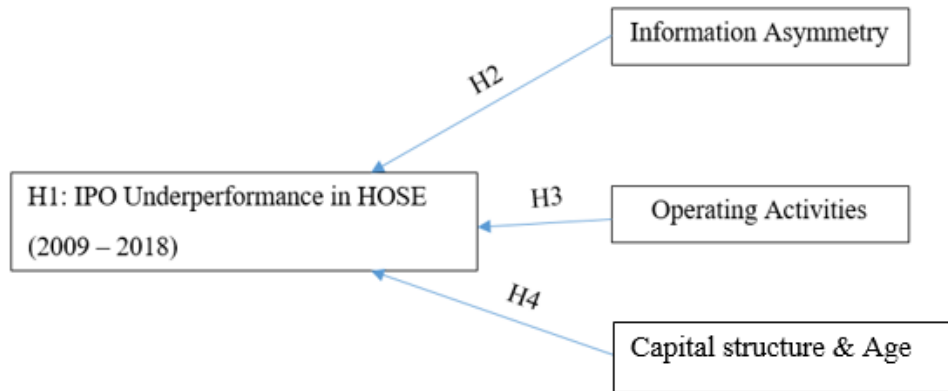 Information Asymmetry
H2
H1: IPO Underperformance in HOSE
(2009 – 2018)
H3
Operating Activities
H4
Capital structure & Age